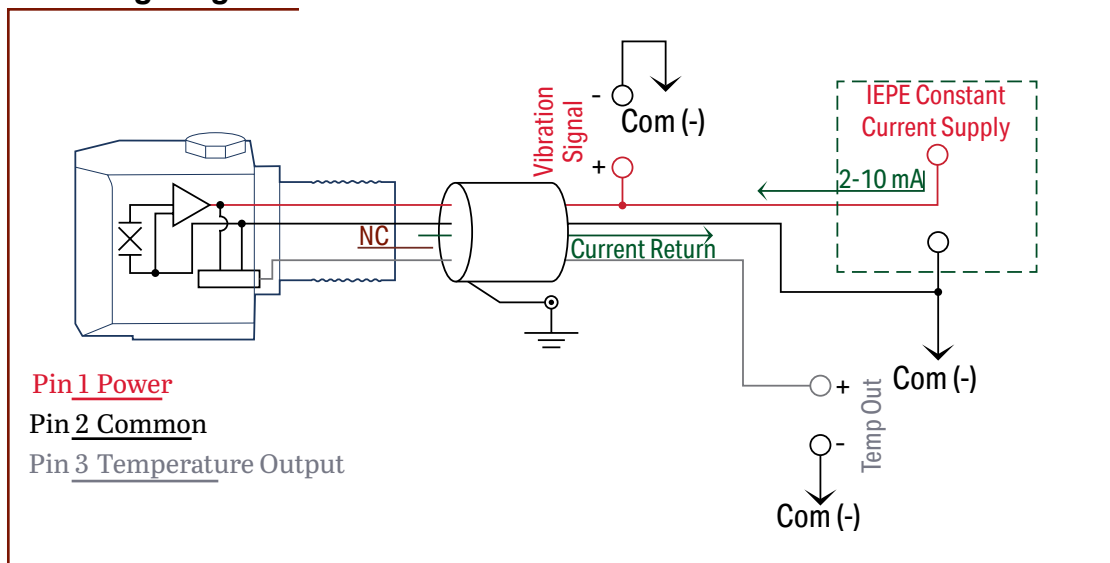 Vibration
Signal
-
Com (-)
+
IEPE Constant
Current Supply
2-10 mA
NC
Current Return
Com (-)
+
-
Temp Out
Com (-)
Pin 1 Power
Pin 2 Common
Pin 3 Temperature Output